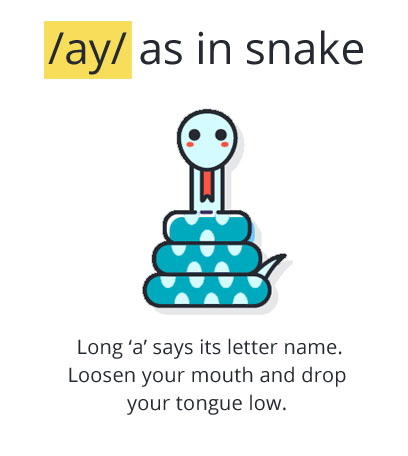 /ay/ as in snake
Long ‘a’ says its letter name.
Loosen your mouth and drop
your tongue low.